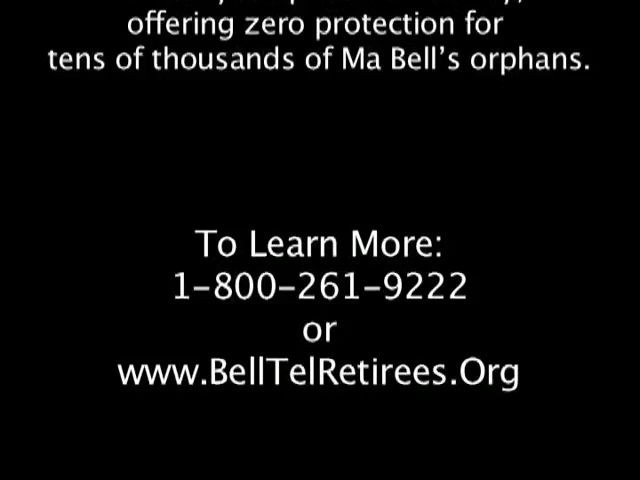 offering zero protection for
tens of thousands of Ma Bell's orphans.
To Learn More:
1-800-261-9222
or
www.BellTelRetirees.Org